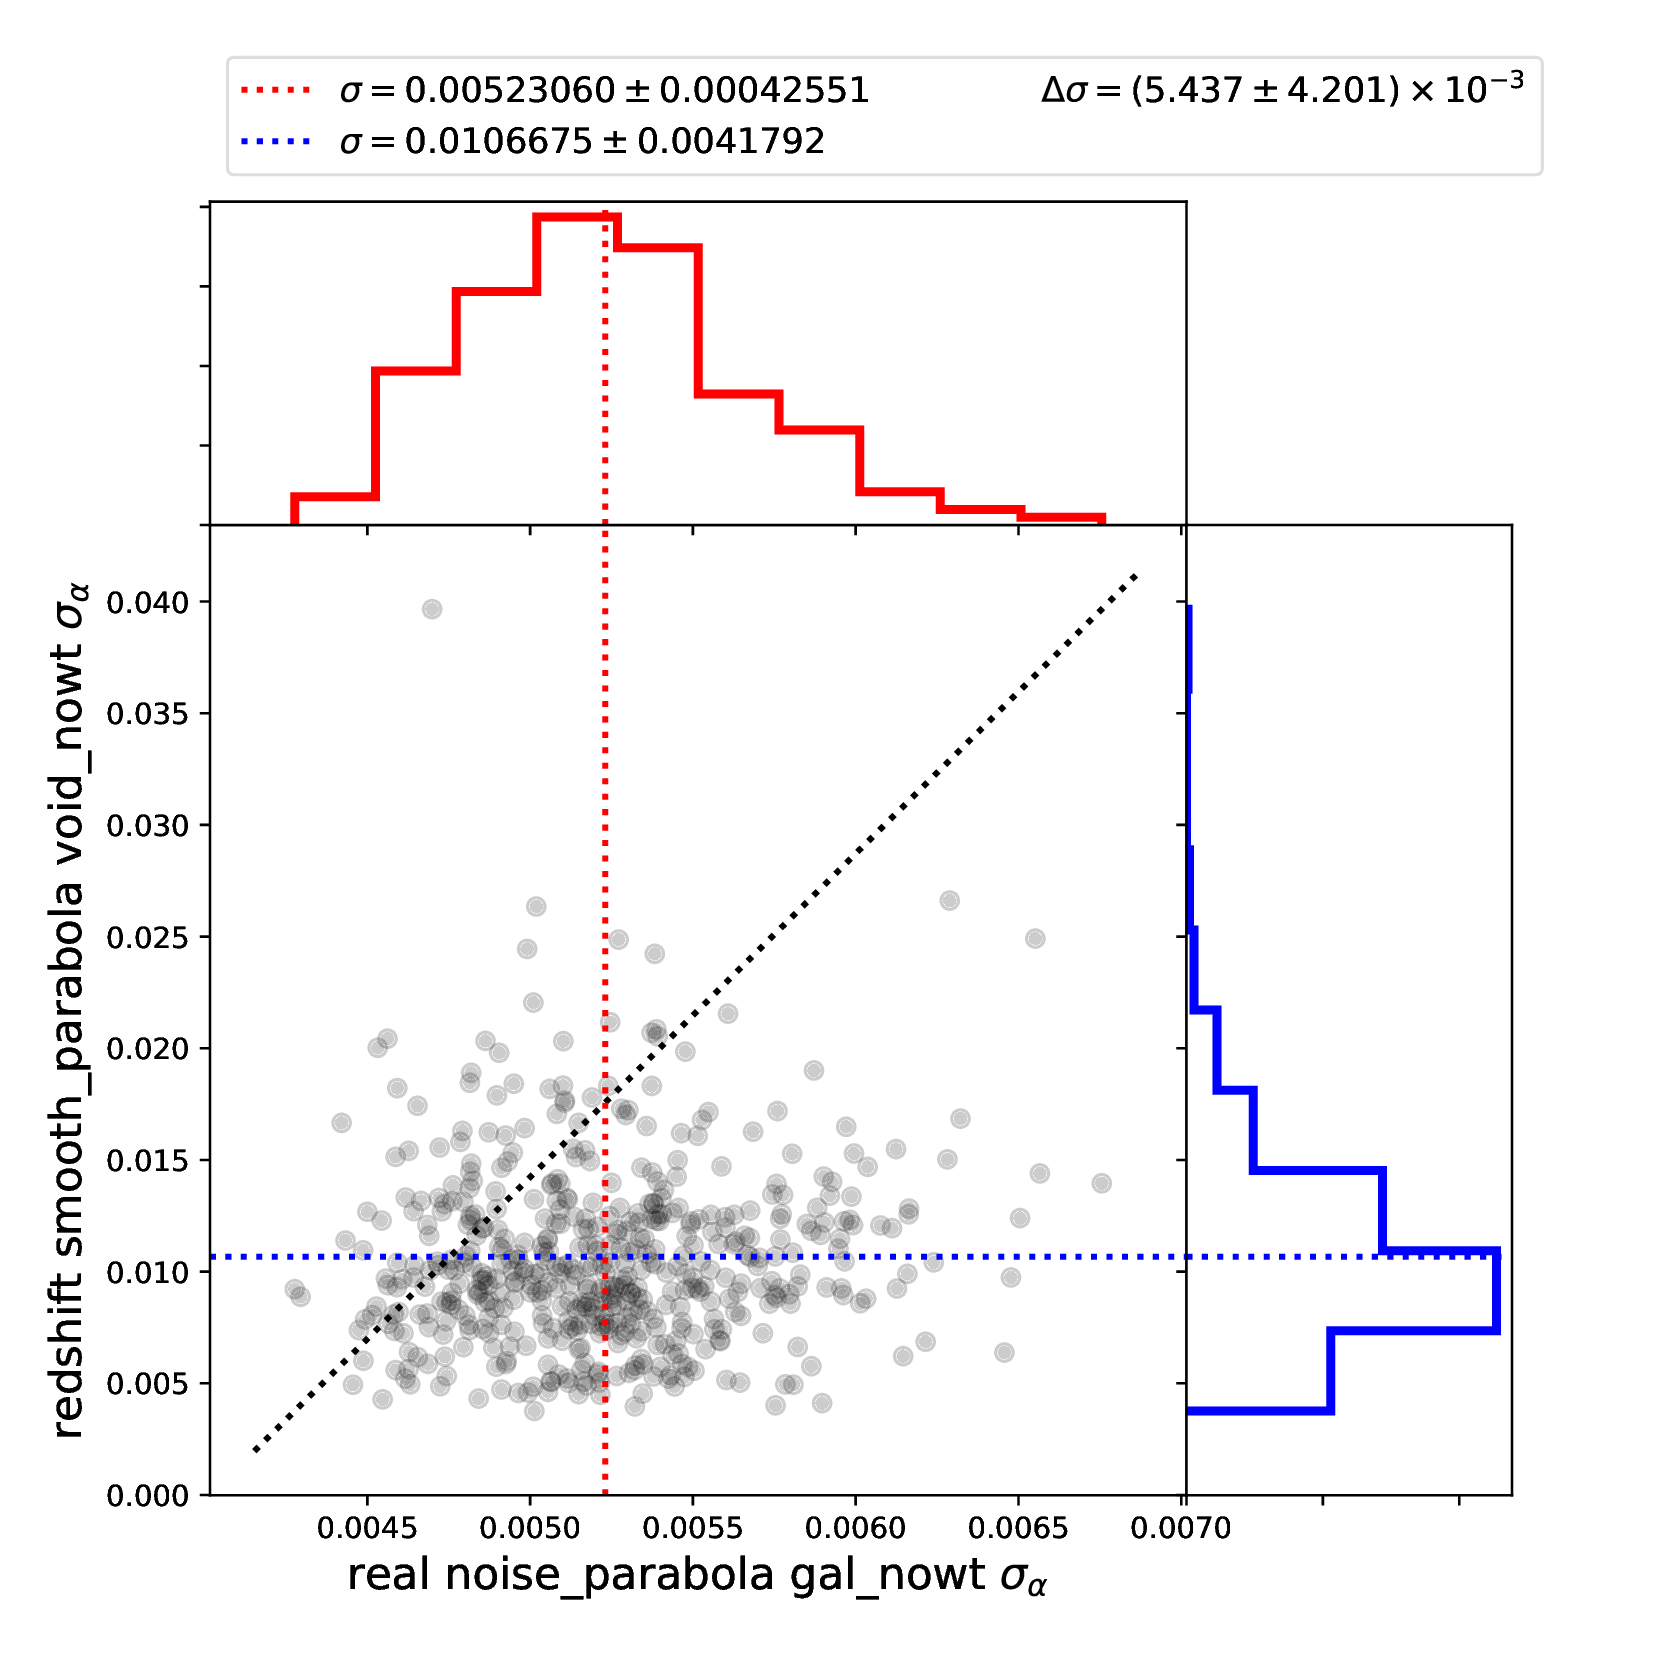 σ = 0.00523060 ± 0.00042551 Δσ = (5.437 ± 4.201) × 10⁻³
σ = 0.0106675 ± 0.0041792
redshift smooth_parabola void_nowt σ_α
0.040
0.035
0.030
0.025
0.020
0.015
0.010
0.005
0.000
0.0045 0.0050 0.0055 0.0060 0.0065 0.0070
real noise_parabola gal_nowt σ_α